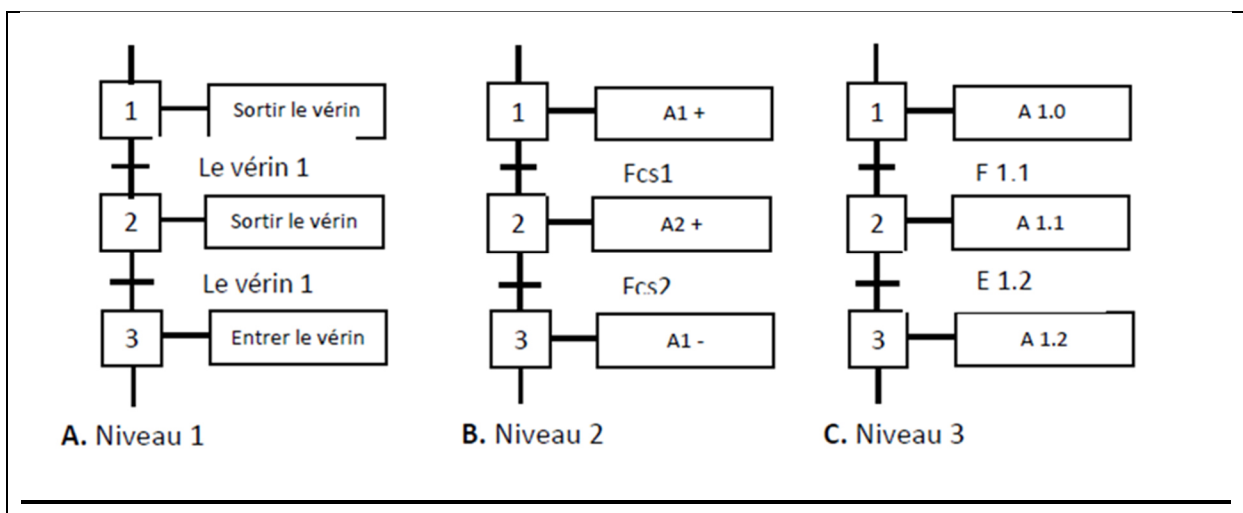 1 Sortir le vérin
Le vérin 1
2 Sortir le vérin
Le vérin 1
3 Entrer le vérin
A. Niveau 1
1 A1 +
Fcs1
2 A2 +
Fcs2
3 A1 -
B. Niveau 2
1 A 1.0
F 1.1
2 A 1.1
E 1.2
3 A 1.2
C. Niveau 3